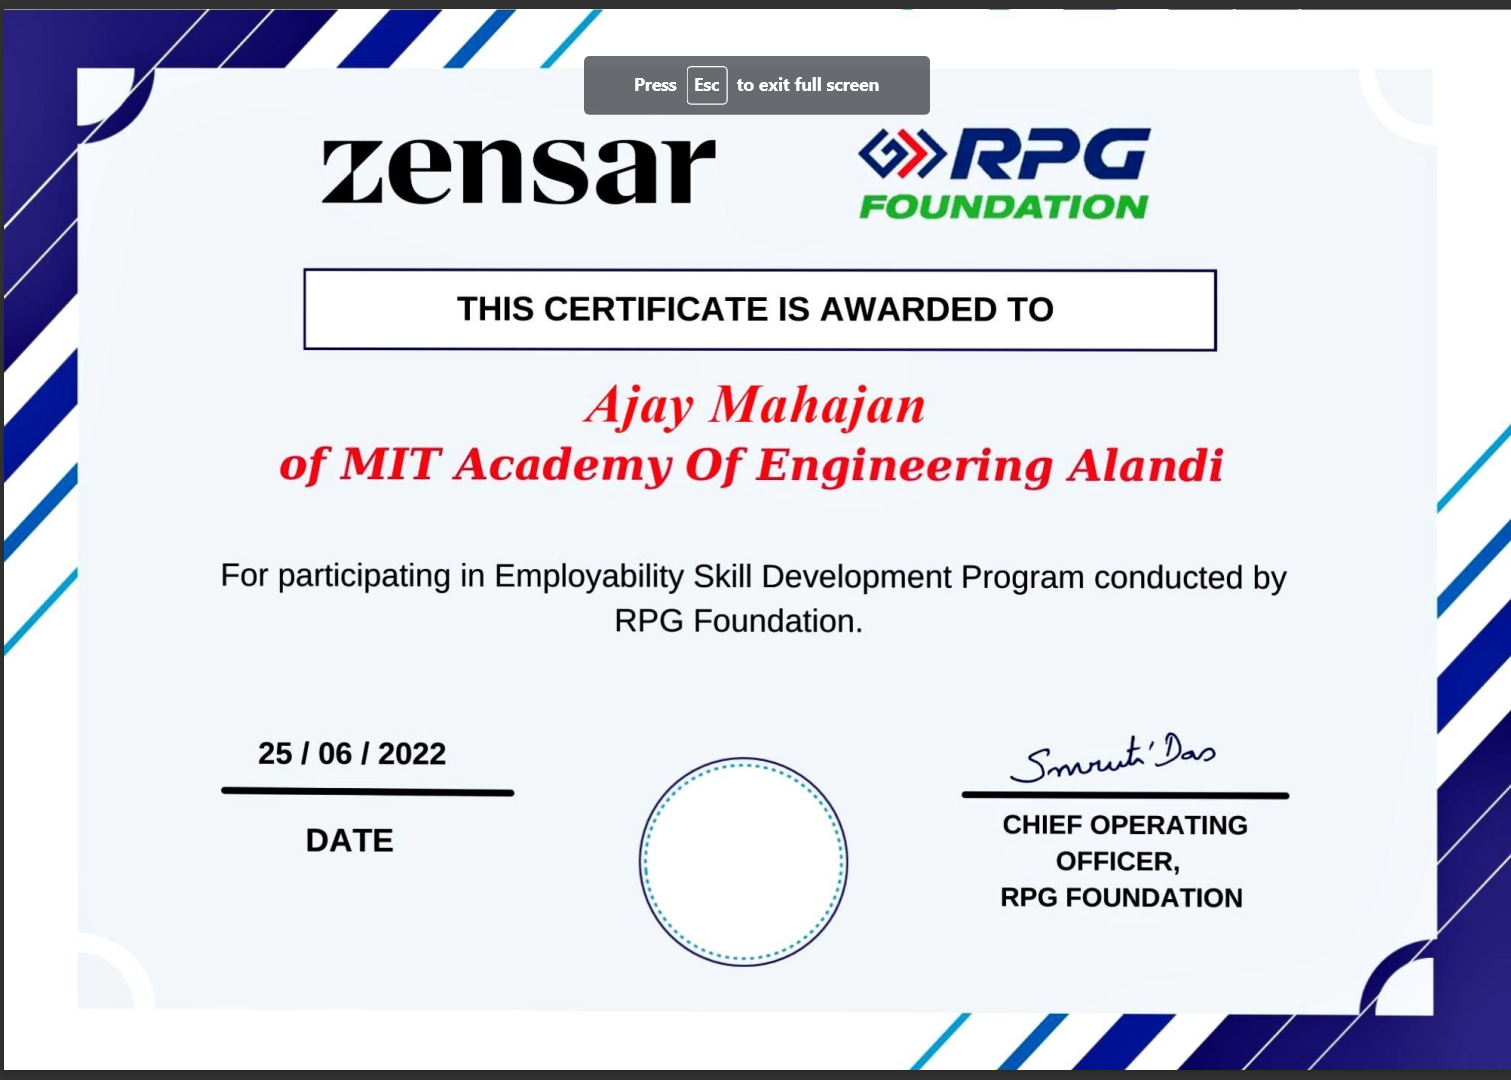 Press Esc to exit full screen
zensar
RPG
FOUNDATION
THIS CERTIFICATE IS AWARDED TO
Ajay Mahajan
of MIT Academy Of Engineering Alandi
For participating in Employability Skill Development Program conducted by
RPG Foundation.
25 / 06 / 2022
DATE
Smruti Das
CHIEF OPERATING
OFFICER,
RPG FOUNDATION